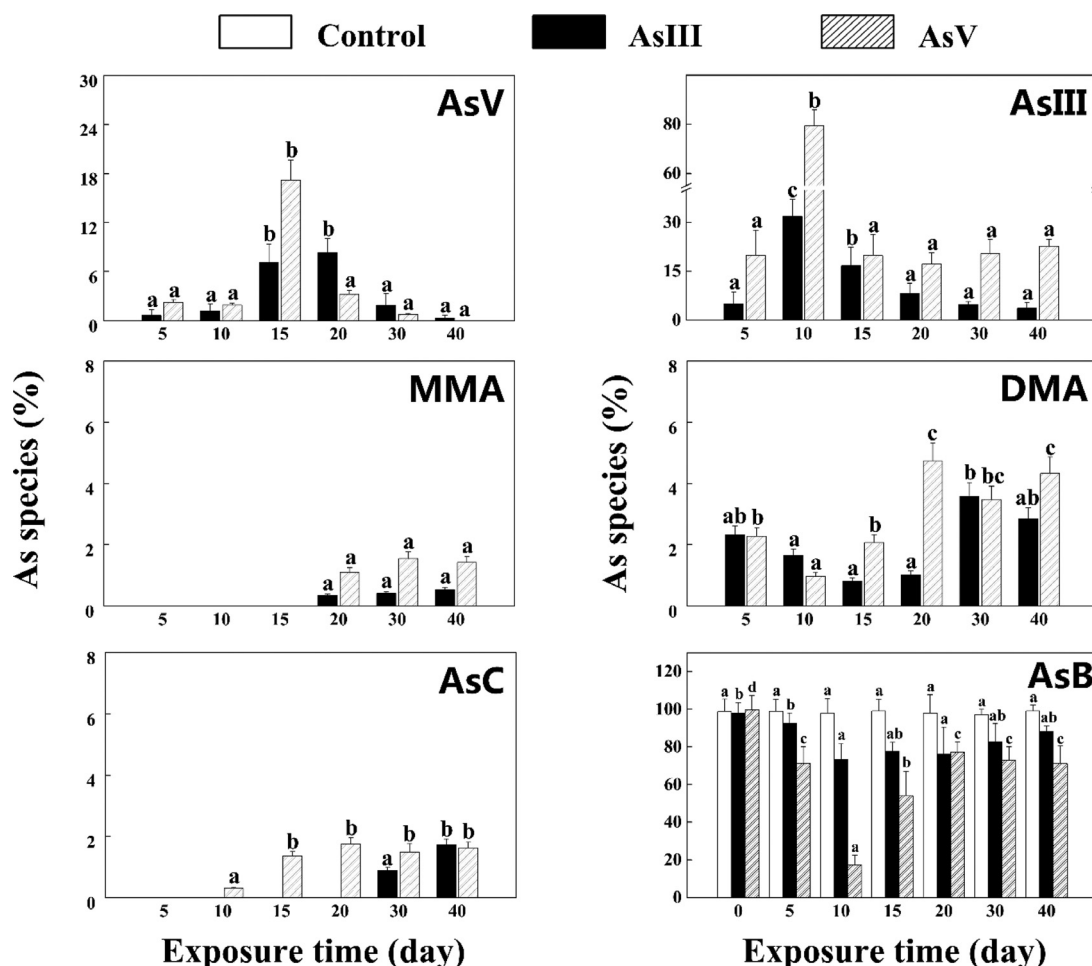 Control AsIII AsV
AsV
30
24
18
12
6
0
a a a a b b b a a a a a
5 10 15 20 30 40
AsIII
80
60
30
15
0
a a c b b a a a a a a a
5 10 15 20 30 40
As species (%)
MMA
8
6
4
2
0
a a a a a a
5 10 15 20 30 40
As species (%)
DMA
8
6
4
2
0
ab b a a a b a c b bc ab c
5 10 15 20 30 40
AsC
8
6
4
2
0
a b b a b b b
5 10 15 20 30 40
Exposure time (day)
AsB
120
100
80
60
40
20
0
a b d a b c a a a a ab b a a c a ab c a ab c
0 5 10 15 20 30 40
Exposure time (day)